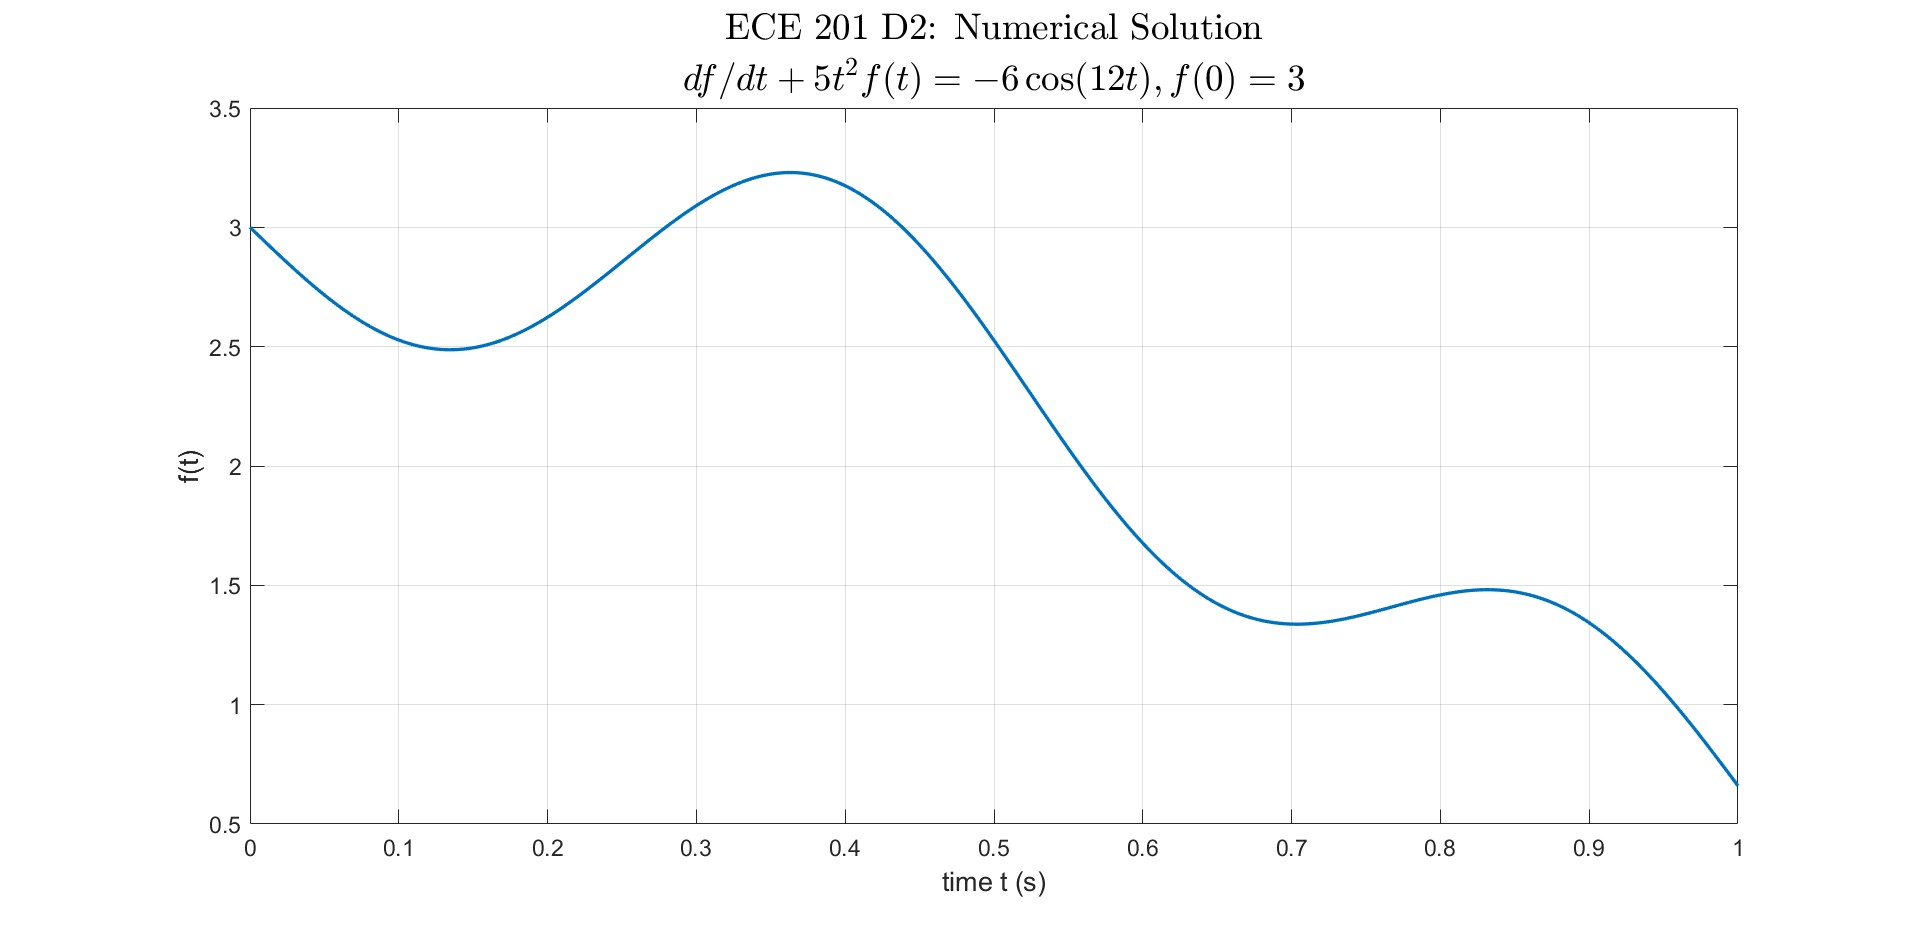 ECE 201 D2: Numerical Solution
df/dt + 5t²f(t) = −6 cos(12t), f(0) = 3
3.5
3
2.5
2
1.5
1
0.5
f(t)
0 0.1 0.2 0.3 0.4 0.5 0.6 0.7 0.8 0.9 1
time t (s)